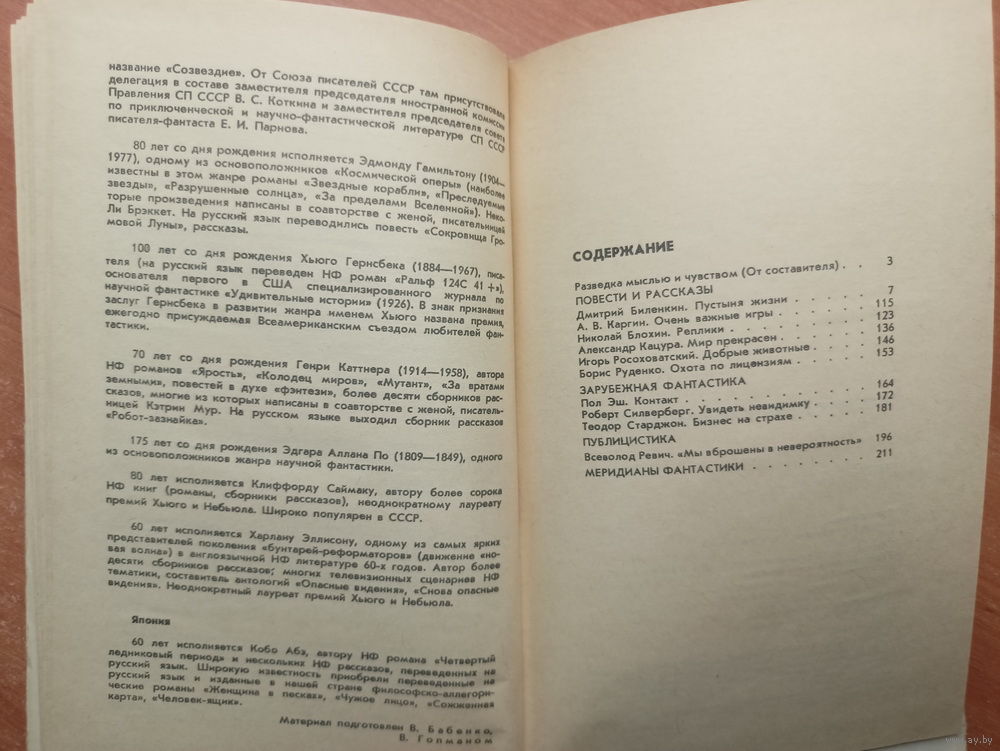 название «Созвездие». От Союза писателей СССР там присутствовала
делегация в составе заместителя председателя иностранной комиссии
Правления СП СССР В. С. Коткина и заместителя председателя совета
по приключенческой и научно-фантастической литературе СП СССР
писателя-фантаста Е. И. Парнова.
80 лет со дня рождения исполняется Эдмонду Гамильтону (1904—
1977), одному из основоположников «Космической оперы» (наиболее
известны в этом жанре романы «Звездные корабли», «Преследуемые
звезды», «Разрушенные солнца», «За пределами Вселенной»). Неко-
торые произведения написаны в соавторстве с женой, писательницей
Ли Брэккет. На русский язык переводились повесть «Сокровища Гро-
мовой Луны», рассказы.
100 лет со дня рождения Хьюго Гернсбека (1884—1967), писа-
теля (на русский язык переведен НФ роман «Ральф 124С 41 +»),
основателя первого в США специализированного журнала по
научной фантастике «Удивительные истории» (1926). В знак признания
заслуг Гернсбека в развитии жанра именем Хьюго названа премия,
ежегодно присуждаемая Всеамериканским съездом любителей фан-
тастики.
70 лет со дня рождения Генри Каттнера (1914—1958), автора
НФ романов «Ярость», «Колодец миров», «Мутант», «За вратами
земными», повестей в духе «фэнтези», более десяти сборников рас-
сказов, многие из которых написаны в соавторстве с женой, писатель-
ницей Кэтрин Мур. На русском языке выходил сборник рассказов
«Робот-зазнайка».
175 лет со дня рождения Эдгара Аллана По (1809—1849), одного
из основоположников жанра научной фантастики.
80 лет исполняется Клиффорду Саймаку, автору более сорока
НФ книг (романы, сборники рассказов), неоднократному лауреату
премий Хьюго и Небьюла. Широко популярен в СССР.
60 лет исполняется Харлану Эллисону, одному из самых ярких
представителей поколения «бунтарей-реформаторов» (движение «но-
вая волна») в англоязычной НФ литературе 60-х годов. Автор более
десяти сборников рассказов; многих телевизионных сценариев НФ
тематики, составитель антологий «Опасные видения», «Снова опасные
видения». Неоднократный лауреат премий Хьюго и Небьюла.
Япония
60 лет исполняется Кобо Абэ, автору НФ романа «Четвертый
ледниковый период» и нескольких НФ рассказов, переведенных на
русский язык. Широкую известность приобрели переведенные на
русский язык и изданные в нашей стране философско-аллегори-
ческие романы «Женщина в песках», «Чужое лицо», «Сожженная
карта», «Человек-ящик».
Материал подготовлен В. Бабенко,
В. Гопманом
СОДЕРЖАНИЕ
Разведка мыслью и чувством (От составителя) . . 3
ПОВЕСТИ И РАССКАЗЫ
Дмитрий Биленкин. Пустыня жизни . . . . . . 7
А. В. Каргин. Очень важные игры . . . . . . 115
Николай Блохин. Реплики . . . . . . . . 123
Александр Кацура. Мир прекрасен . . . . . . 136
Игорь Росоховатский. Добрые животные . . . . . 146
Борис Руденко. Охота по лицензиям . . . . . . 153
ЗАРУБЕЖНАЯ ФАНТАСТИКА
Пол Эш. Контакт . . . . . . . . . . 164
Роберт Силверберг. Увидеть невидимку . . . . . 172
Теодор Старджон. Бизнес на страхе . . . . . . 181
ПУБЛИЦИСТИКА
Всеволод Ревич. «Мы вброшены в невероятность» 196
МЕРИДИАНЫ ФАНТАСТИКИ . . . . . . . 211
ay.by